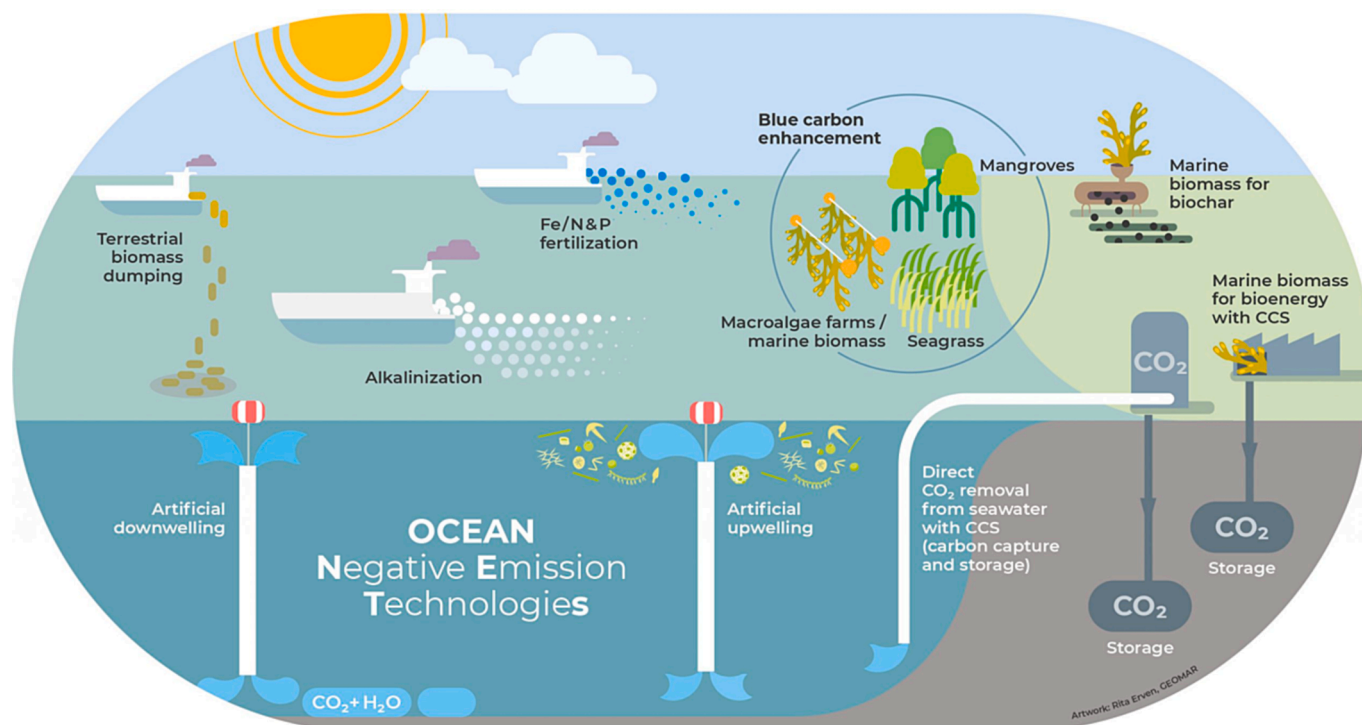 Blue carbon
enhancement
Mangroves
Marine
biomass for
biochar
Terrestrial
biomass
dumping
Fe/N&P
fertilization
Marine biomass
for bioenergy
with CCS
Macroalgae farms /
marine biomass
Seagrass
Alkalinization
CO₂
Artificial
downwelling
OCEAN
Negative Emission
Technologies
Artificial
upwelling
Direct
CO₂ removal
from seawater
with CCS
(carbon capture
and storage)
CO₂
Storage
CO₂
Storage
CO₂+H₂O
Artwork: Rita Erven, GEOMAR